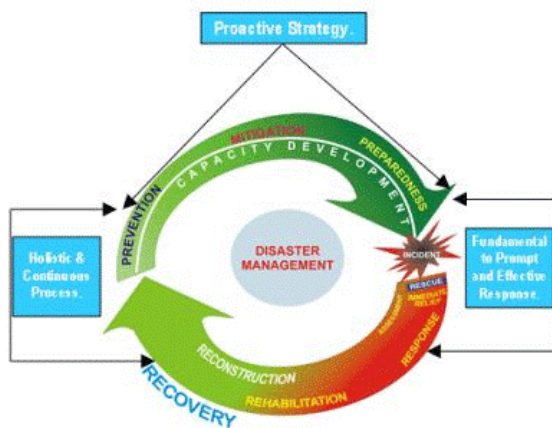 Proactive Strategy.
MITIGATION
CAPACITY DEVELOPMENT
PREPAREDNESS
PREVENTION
Holistic &
Continuous
Process.
DISASTER
MANAGEMENT
INCIDENT
Fundamental
to Prompt
and Effective
Response.
RESCUE
IMMEDIATE
RELIEF
ASSESSMENT
RESPONSE
RECONSTRUCTION
REHABILITATION
RECOVERY